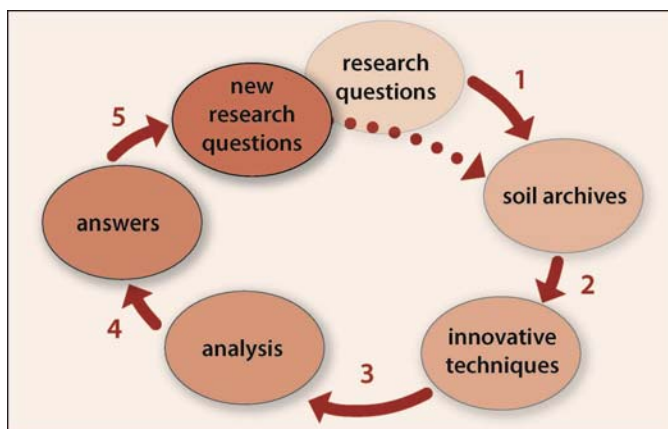 research
questions
1
new
research
questions
5
soil archives
answers
2
innovative
techniques
analysis
4
3